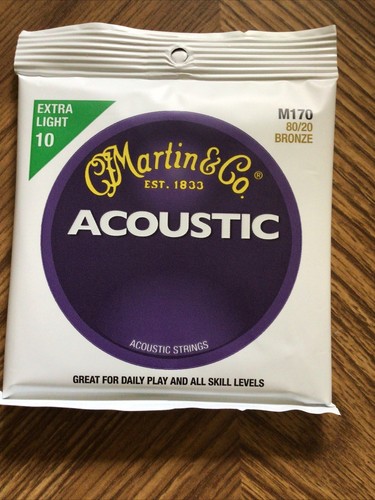 EXTRA
LIGHT
10
M170
80/20
BRONZE
CF Martin & Co.®
EST. 1833
ACOUSTIC
ACOUSTIC STRINGS
GREAT FOR DAILY PLAY AND ALL SKILL LEVELS